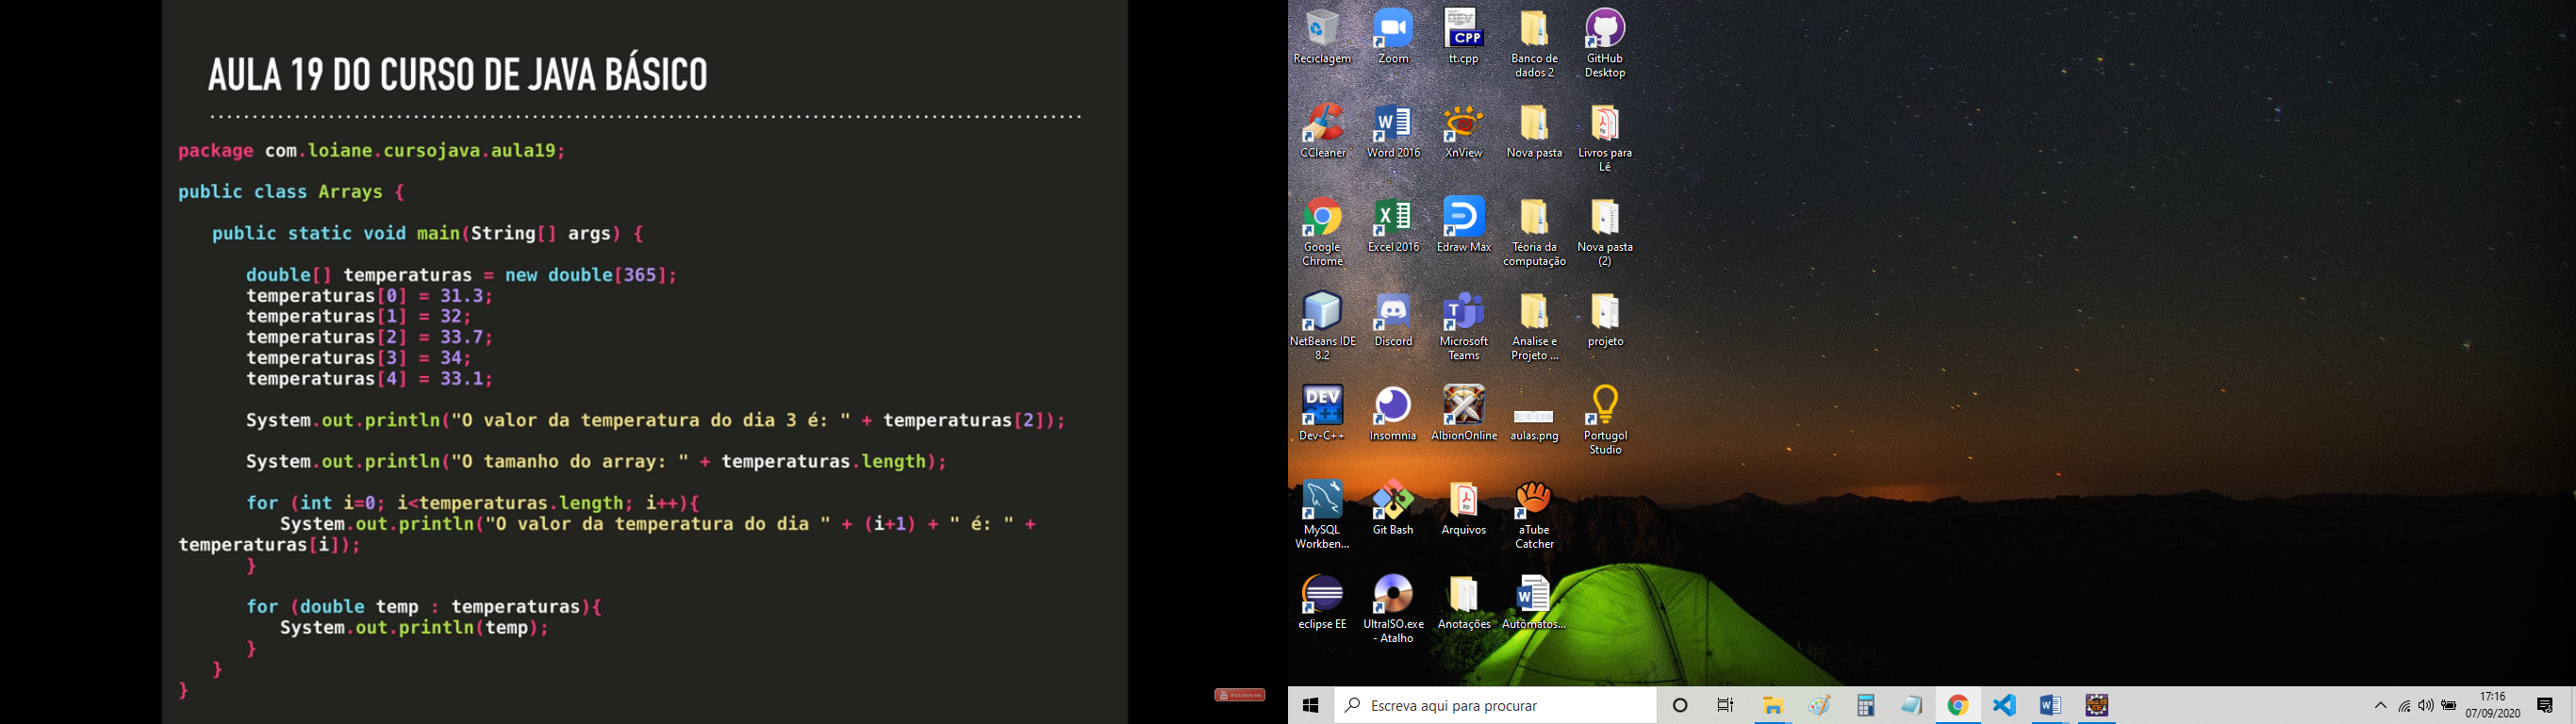 AULA 19 DO CURSO DE JAVA BÁSICO
package com.loiane.cursojava.aula19;
public class Arrays {
public static void main(String[] args) {
double[] temperaturas = new double[365];
temperaturas[0] = 31.3;
temperaturas[1] = 32;
temperaturas[2] = 33.7;
temperaturas[3] = 34;
temperaturas[4] = 33.1;
System.out.println("O valor da temperatura do dia 3 é: " + temperaturas[2]);
System.out.println("O tamanho do array: " + temperaturas.length);
for (int i=0; i<temperaturas.length; i++){
System.out.println("O valor da temperatura do dia " + (i+1) + " é: " +
temperaturas[i]);
}
for (double temp : temperaturas){
System.out.println(temp);
}
}
}
Reciclagem
Zoom
tt.cpp
Banco de
dados 2
GitHub
Desktop
CCleaner
Word 2016
XnView
Nova pasta
Livros para
Lê
Google
Chrome
Excel 2016
Edraw Max
Téoria da
computação
Nova pasta
(2)
NetBeans IDE
8.2
Discord
Microsoft
Teams
Analise e
Projeto ...
projeto
DEV
C++
Dev-C++
Insomnia
AlbionOnline
aulas.png
Portugol
Studio
MySQL
Workben...
Git Bash
Arquivos
aTube
Catcher
eclipse EE
UltraISO.exe
- Atalho
Anotações
Autômatos...
Escreva aqui para procurar
17:16
07/09/2020